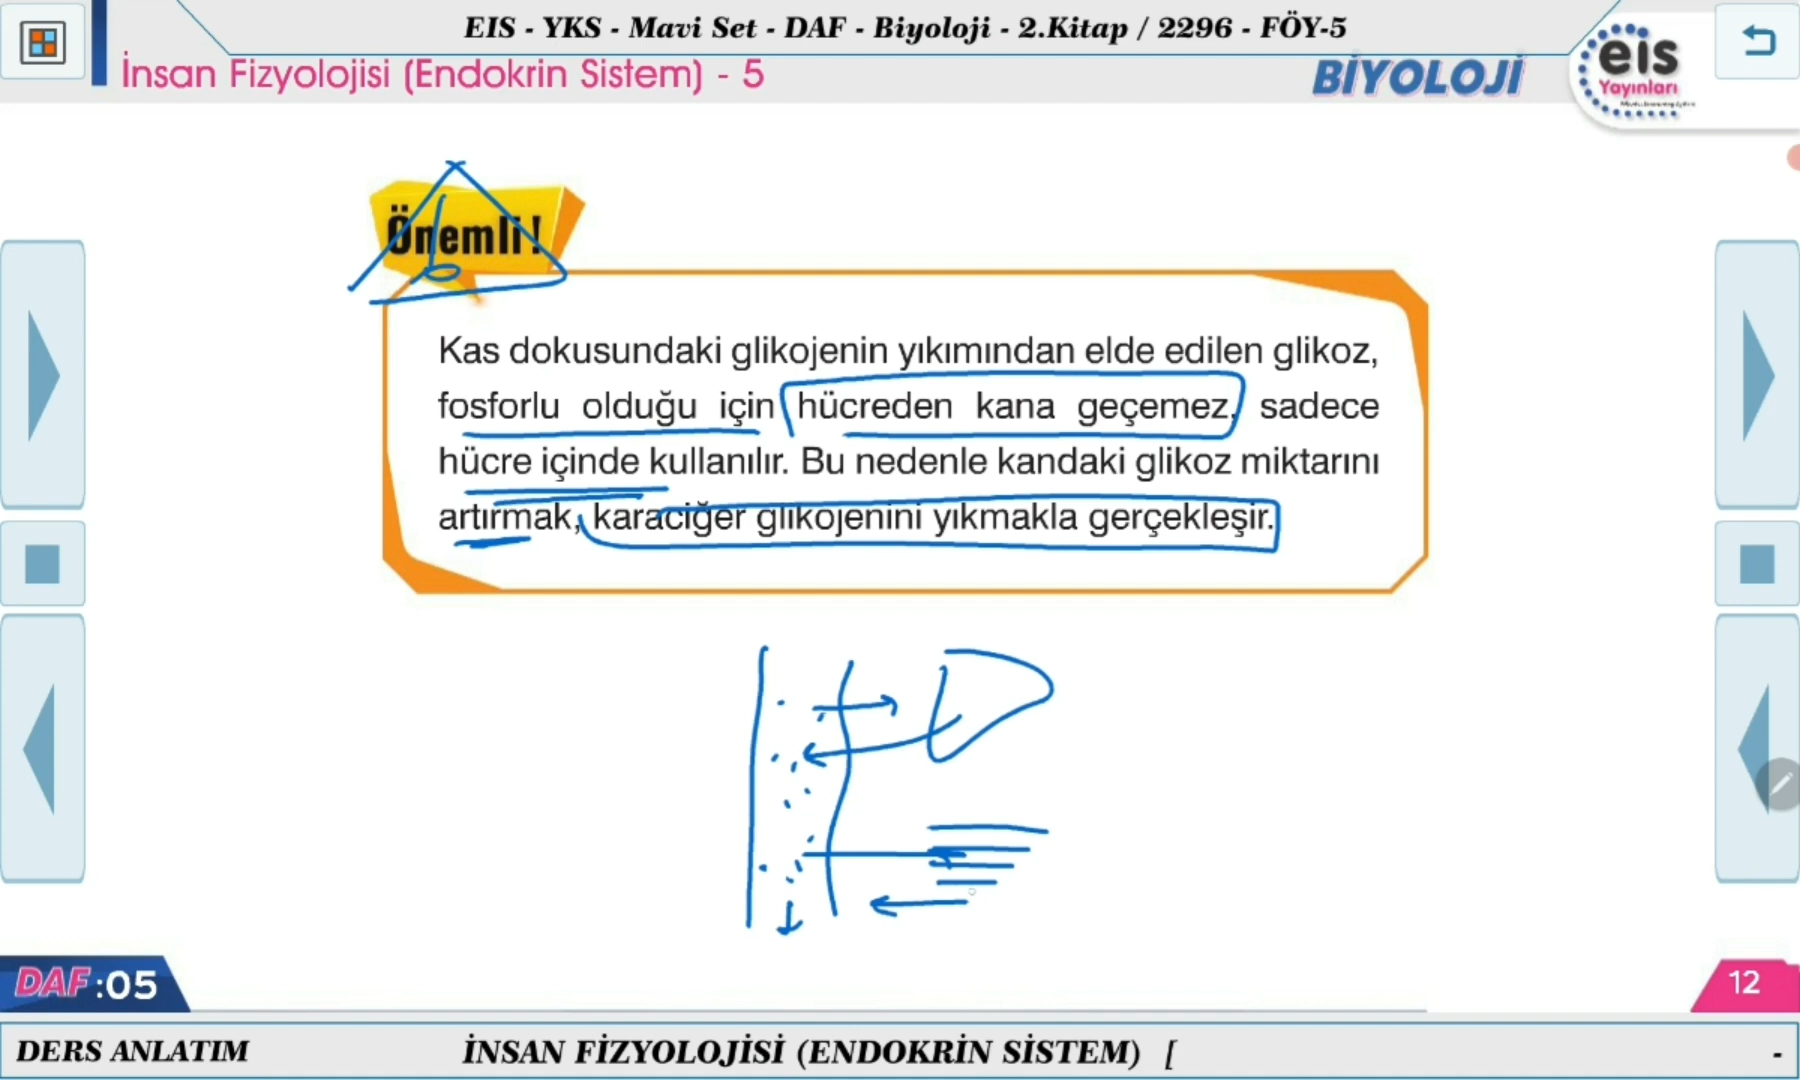 EIS - YKS - Mavi Set - DAF - Biyoloji - 2.Kitap / 2296 - FÖY-5
İnsan Fizyolojisi (Endokrin Sistem) - 5
BİYOLOJİ
eis
Yayınları
Önemli!
Kas dokusundaki glikojenin yıkımından elde edilen glikoz,
fosforlu olduğu için hücreden kana geçemez, sadece
hücre içinde kullanılır. Bu nedenle kandaki glikoz miktarını
artırmak, karaciğer glikojenini yıkmakla gerçekleşir.
DAF :05
12
DERS ANLATIM
İNSAN FİZYOLOJİSİ (ENDOKRİN SİSTEM) [
-